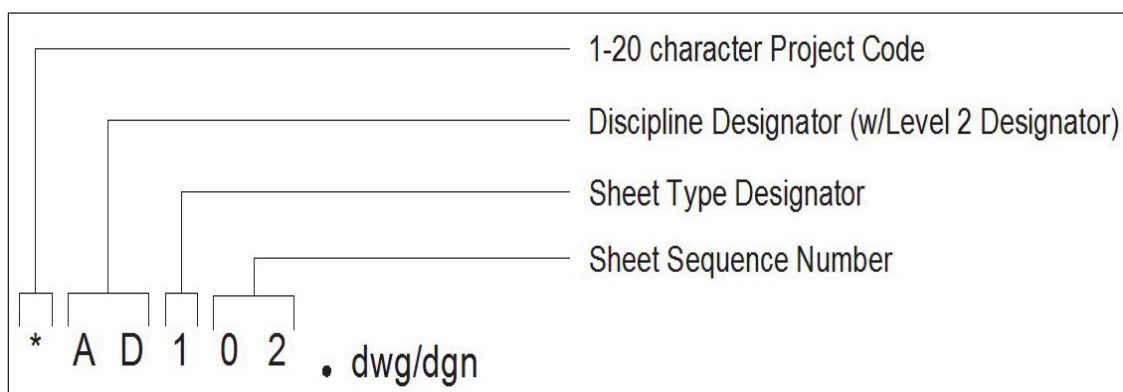 1-20 character Project Code
Discipline Designator (w/Level 2 Designator)
Sheet Type Designator
Sheet Sequence Number
* A D 1 0 2 . dwg/dgn